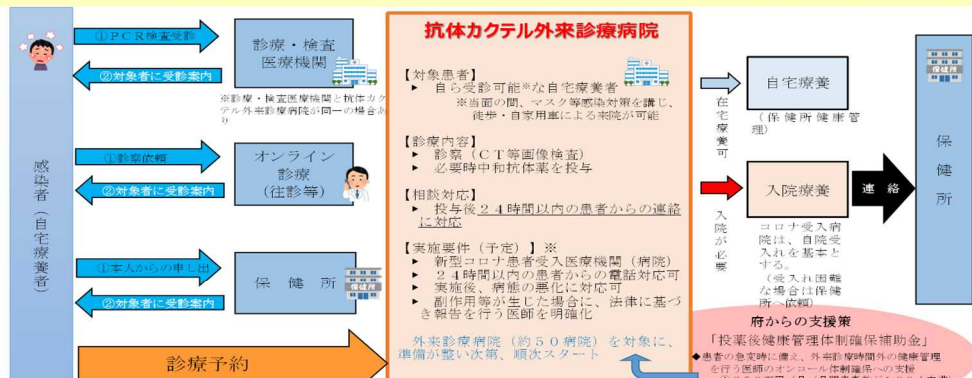 感染者（自宅療養者）
①ＰＣＲ検査受診
②対象者に受診案内
診療・検査
医療機関
※診療・検査医療機関と抗体カク
テル外来診療病院が同一の場合あ
り
①診察依頼
②対象者に受診案内
オンライン
診療
（往診等）
①本人からの申し出
②対象者に受診案内
保健所
保健所
診療予約
抗体カクテル外来診療病院
【対象患者】
▶ 自ら受診可能※な自宅療養者
※当面の間、マスク等感染対策を講じ、
徒歩・自家用車による来院が可能
【診療内容】
▶ 診察（ＣＴ等画像検査）
▶ 必要時中和抗体薬を投与
【相談対応】
▶ 投与後２４時間以内の患者からの連絡
に対応
【実施要件（予定）】※
▶ 新型コロナ患者受入医療機関（病院）
▶ ２４時間以内の患者からの電話対応可
▶ 実施後、病態の悪化に対応可
▶ 副作用等が生じた場合に、法律に基づ
き報告を行う医師を明確化
外来診療病院（約５０病院）を対象に、
準備が整い次第、順次スタート
在宅療養可
自宅療養
（保健所健康管
理）
入院が必要
入院療養
コロナ受入病
院は、自院受
入れを基本と
する。
（受入れ困難
な場合は保健
所へ依頼）
連絡
保健所
保健所
府からの支援策
「投薬後健康管理体制確保補助金」
◆患者の急変時に備え、外来診療時間外の健康管理
を行う医師のオンコール体制確保への支援